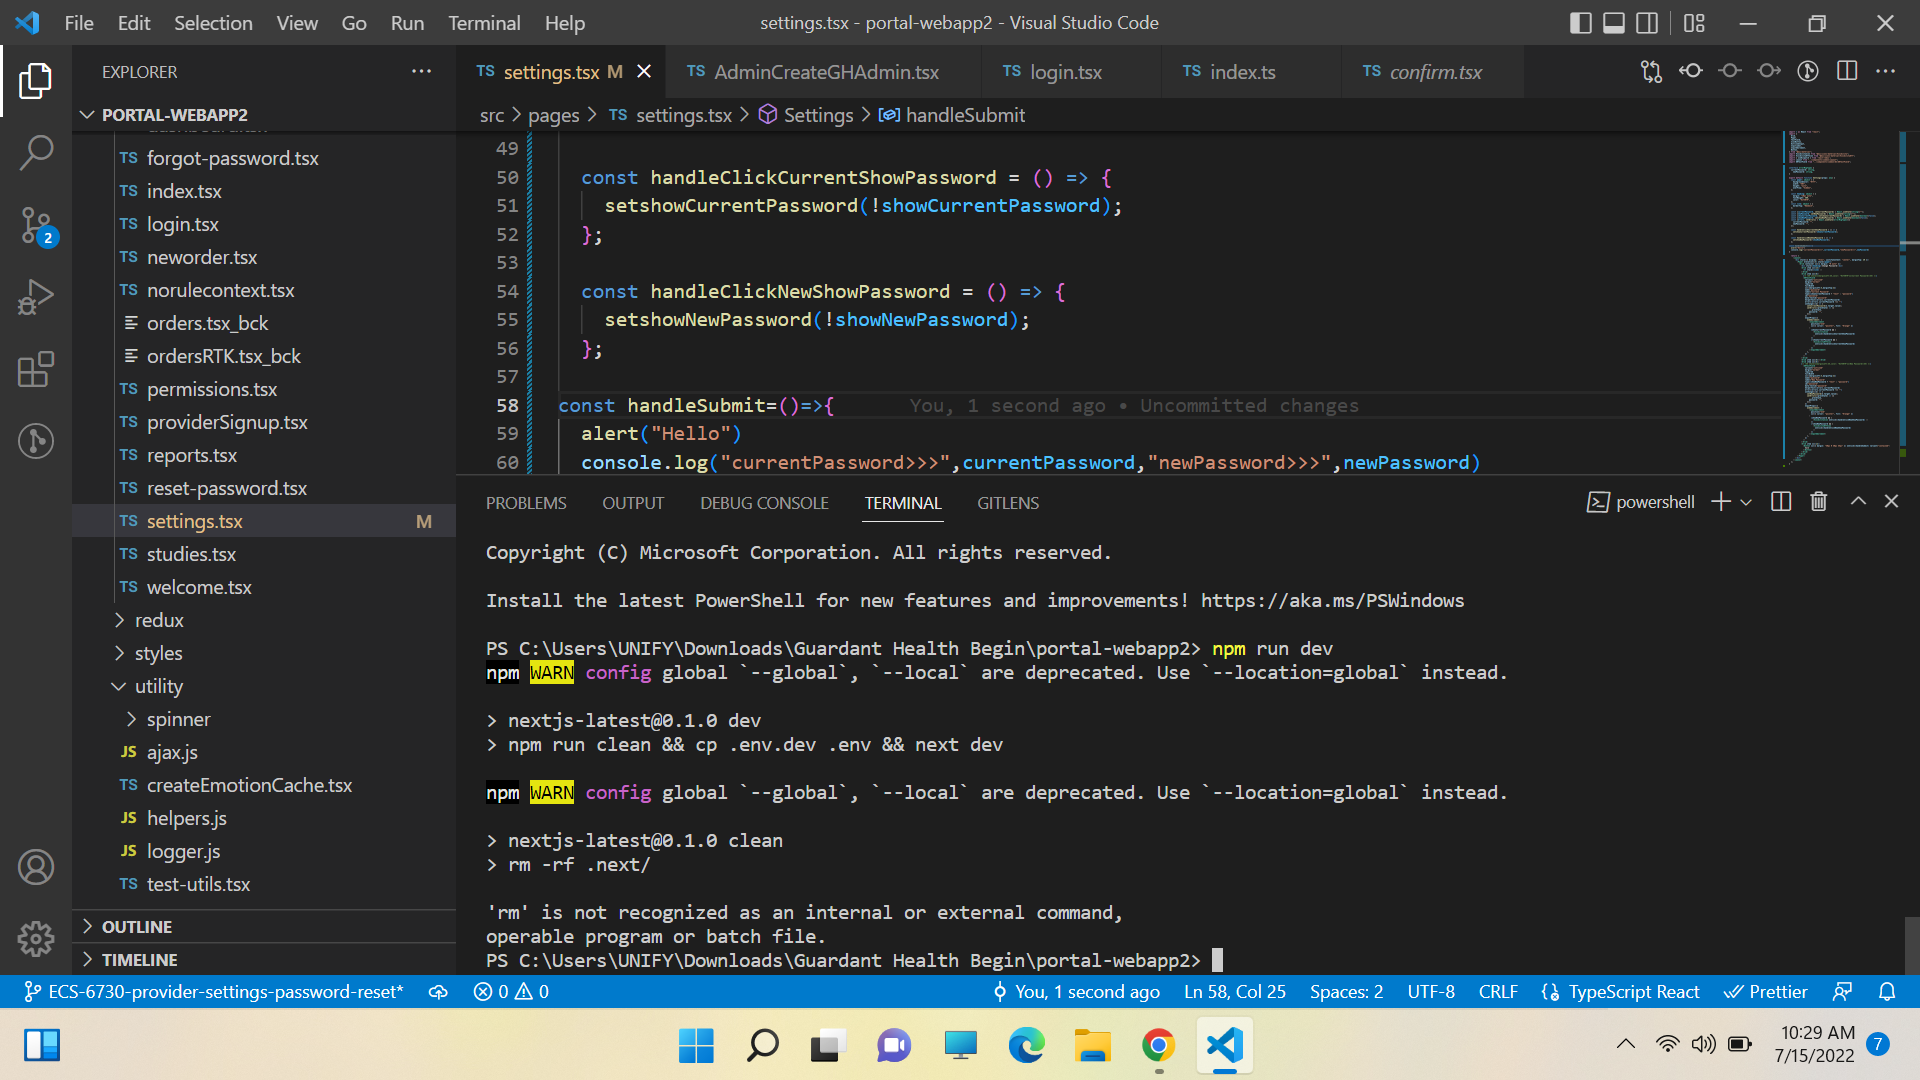 File Edit Selection View Go Run Terminal Help
settings.tsx - portal-webapp2 - Visual Studio Code
EXPLORER
PORTAL-WEBAPP2
TS forgot-password.tsx
TS index.tsx
TS login.tsx
TS neworder.tsx
TS norulecontext.tsx
orders.tsx_bck
ordersRTK.tsx_bck
TS permissions.tsx
TS providerSignup.tsx
TS reports.tsx
TS reset-password.tsx
TS settings.tsx M
TS studies.tsx
TS welcome.tsx
redux
styles
utility
spinner
JS ajax.js
TS createEmotionCache.tsx
JS helpers.js
JS logger.js
TS test-utils.tsx
OUTLINE
TIMELINE
2
TS settings.tsx M
TS AdminCreateGHAdmin.tsx
TS login.tsx
TS index.ts
TS confirm.tsx
src > pages > TS settings.tsx > Settings > handleSubmit
49
50 const handleClickCurrentShowPassword = () => {
51 setshowCurrentPassword(!showCurrentPassword);
52 };
53
54 const handleClickNewShowPassword = () => {
55 setshowNewPassword(!showNewPassword);
56 };
57
58 const handleSubmit=()=>{ You, 1 second ago • Uncommitted changes
59 alert("Hello")
60 console.log("currentPassword>>>",currentPassword,"newPassword>>>",newPassword)
PROBLEMS OUTPUT DEBUG CONSOLE TERMINAL GITLENS
powershell
Copyright (C) Microsoft Corporation. All rights reserved.
Install the latest PowerShell for new features and improvements! https://aka.ms/PSWindows
PS C:\Users\UNIFY\Downloads\Guardant Health Begin\portal-webapp2> npm run dev
npm WARN config global `--global`, `--local` are deprecated. Use `--location=global` instead.
> nextjs-latest@0.1.0 dev
> npm run clean && cp .env.dev .env && next dev
npm WARN config global `--global`, `--local` are deprecated. Use `--location=global` instead.
> nextjs-latest@0.1.0 clean
> rm -rf .next/
'rm' is not recognized as an internal or external command,
operable program or batch file.
PS C:\Users\UNIFY\Downloads\Guardant Health Begin\portal-webapp2>
ECS-6730-provider-settings-password-reset*
0 0
You, 1 second ago
Ln 58, Col 25
Spaces: 2
UTF-8
CRLF
TypeScript React
Prettier
10:29 AM
7/15/2022
7